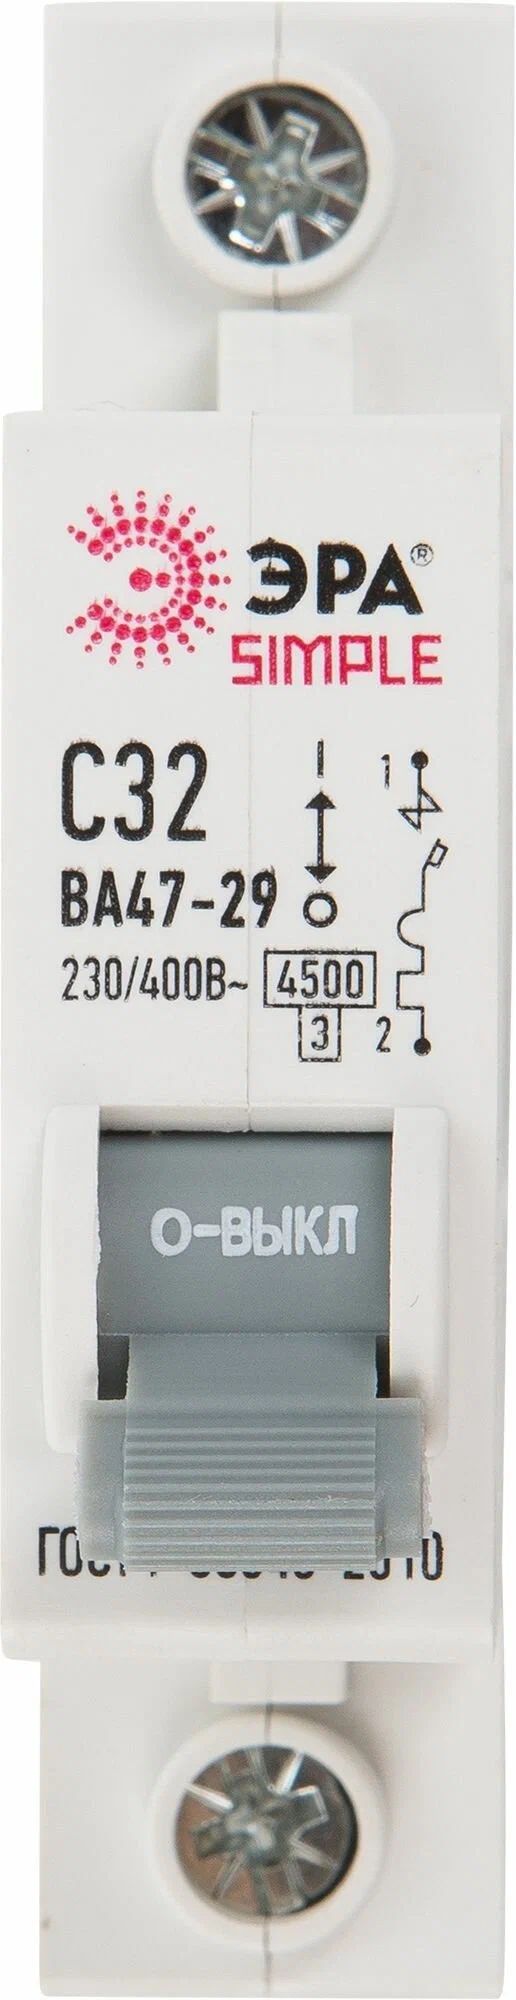 ЭРА®
SIMPLE
C32
ВА47-29
230/400В~ 4500
3
I
O
1
2
О-ВЫКЛ